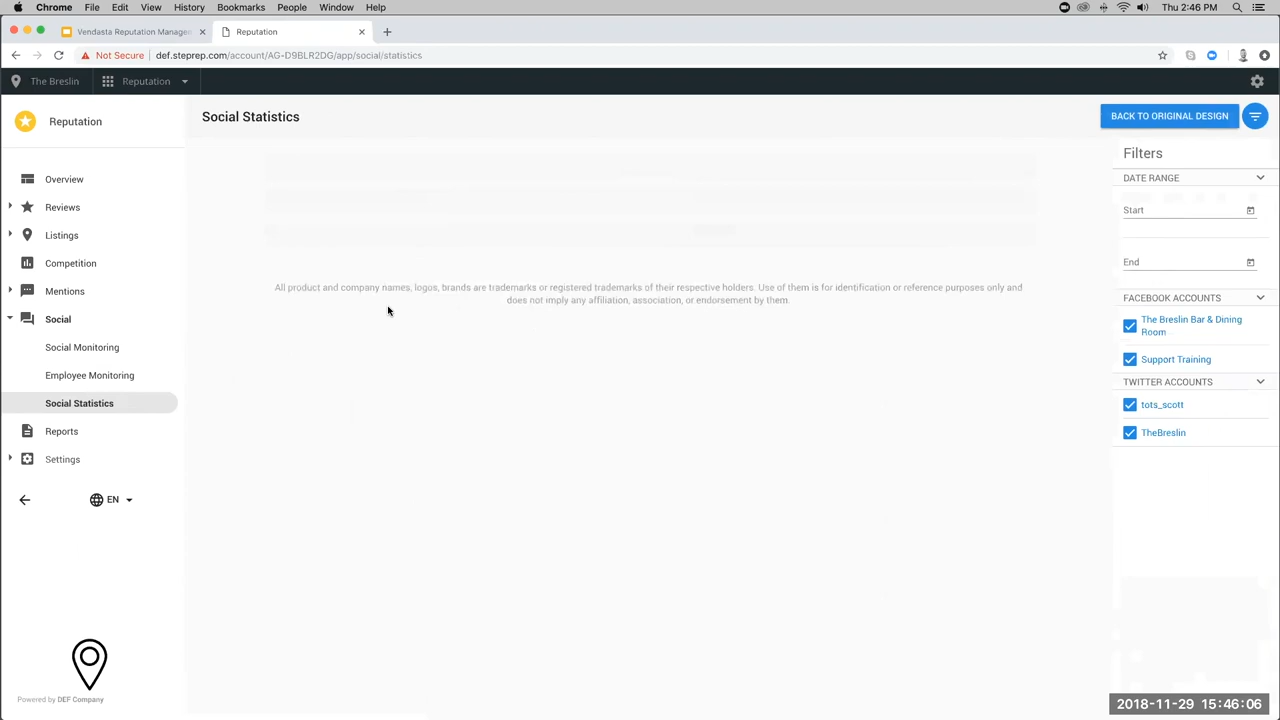 Chrome File Edit View History Bookmarks People Window Help Thu 2:46 PM
Vendasta Reputation Manage
Reputation
Not Secure def.steprep.com/account/AG-D9BLR2DG/app/social/statistics
The Breslin Reputation
Reputation
Social Statistics
BACK TO ORIGINAL DESIGN
Overview
Reviews
Listings
Competition
Mentions
Social
Social Monitoring
Employee Monitoring
Social Statistics
Reports
Settings
EN
Powered by DEF Company
All product and company names, logos, brands are trademarks or registered trademarks of their respective holders. Use of them is for identification or reference purposes only and
does not imply any affiliation, association, or endorsement by them.
Filters
DATE RANGE
Start
End
FACEBOOK ACCOUNTS
The Breslin Bar & Dining
Room
Support Training
TWITTER ACCOUNTS
tots_scott
TheBreslin
2018-11-29 15:46:06